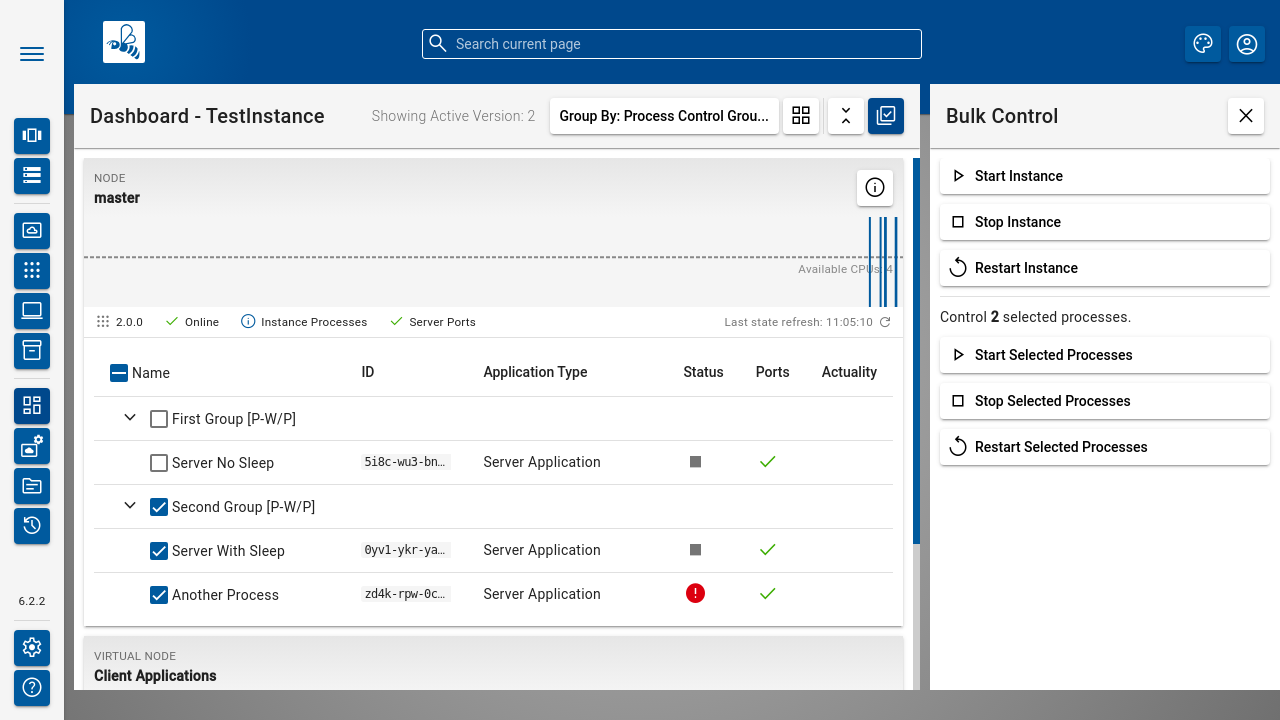 Search current page
Dashboard - TestInstance
Showing Active Version: 2
Group By: Process Control Grou...
Bulk Control
NODE
master
Available CPUs: 4
2.0.0 Online Instance Processes Server Ports Last state refresh: 11:05:10
Name ID Application Type Status Ports Actuality
First Group [P-W/P]
Server No Sleep 5i8c-wu3-bn… Server Application
Second Group [P-W/P]
Server With Sleep 0yv1-ykr-ya… Server Application
Another Process zd4k-rpw-0c… Server Application
VIRTUAL NODE
Client Applications
Start Instance
Stop Instance
Restart Instance
Control 2 selected processes.
Start Selected Processes
Stop Selected Processes
Restart Selected Processes
6.2.2